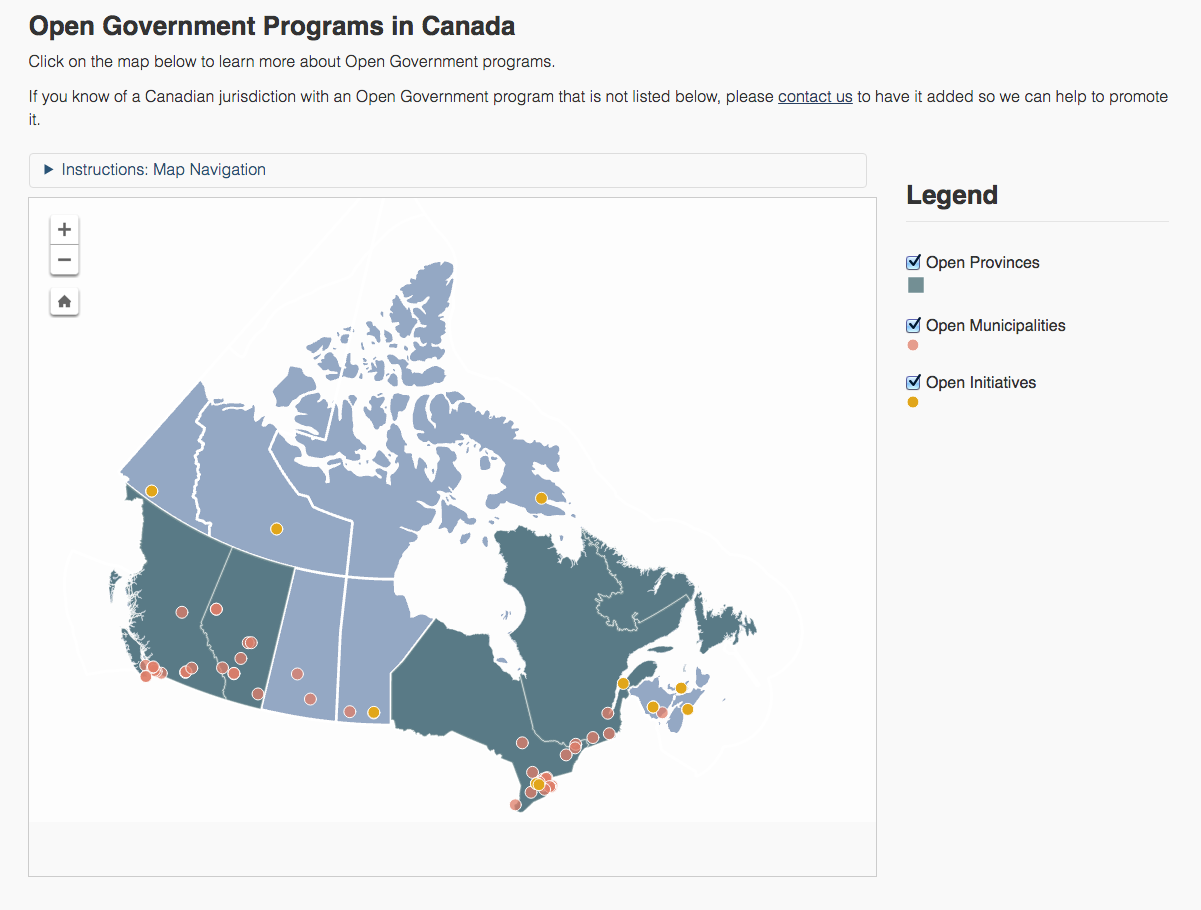 Open Government Programs in Canada
Click on the map below to learn more about Open Government programs.
If you know of a Canadian jurisdiction with an Open Government program that is not listed below, please contact us to have it added so we can help to promote
it.
Instructions: Map Navigation
+
−
Legend
Open Provinces
Open Municipalities
Open Initiatives